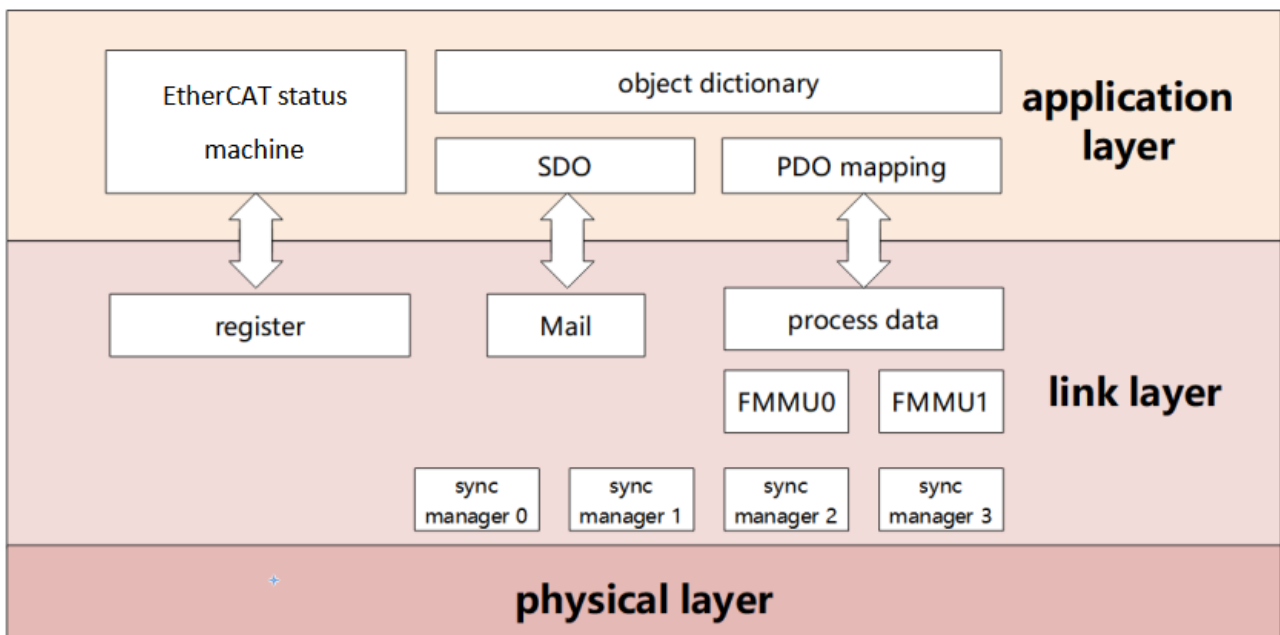 EtherCAT status
machine
object dictionary
SDO
PDO mapping
application
layer
register
Mail
process data
FMMU0
FMMU1
link layer
sync
manager 0
sync
manager 1
sync
manager 2
sync
manager 3
physical layer